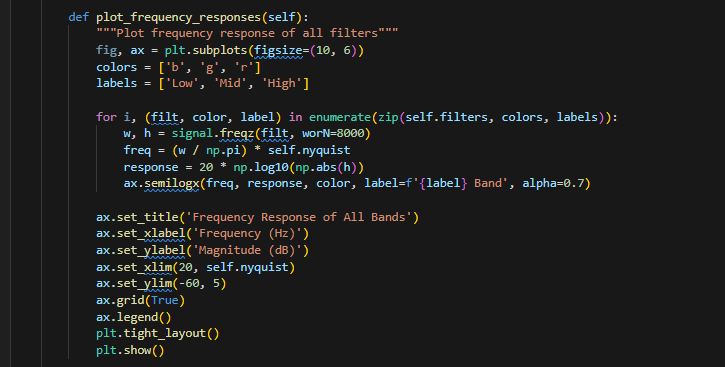 def plot_frequency_responses(self):
"""Plot frequency response of all filters"""
fig, ax = plt.subplots(figsize=(10, 6))
colors = ['b', 'g', 'r']
labels = ['Low', 'Mid', 'High']
for i, (filt, color, label) in enumerate(zip(self.filters, colors, labels)):
w, h = signal.freqz(filt, worN=8000)
freq = (w / np.pi) * self.nyquist
response = 20 * np.log10(np.abs(h))
ax.semilogx(freq, response, color, label=f'{label} Band', alpha=0.7)
ax.set_title('Frequency Response of All Bands')
ax.set_xlabel('Frequency (Hz)')
ax.set_ylabel('Magnitude (dB)')
ax.set_xlim(20, self.nyquist)
ax.set_ylim(-60, 5)
ax.grid(True)
ax.legend()
plt.tight_layout()
plt.show()